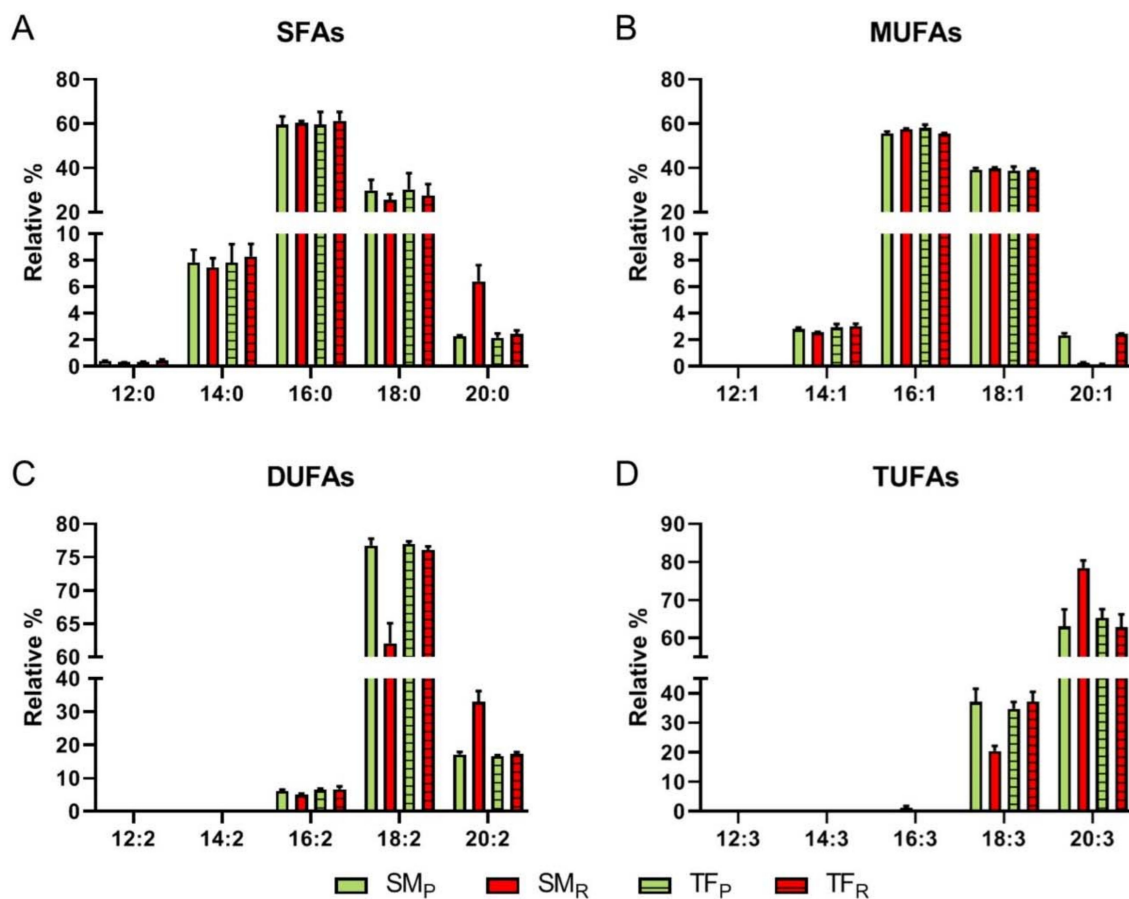 A
SFAs
Relative %
80
60
40
20
10
8
6
4
2
0
12:0 14:0 16:0 18:0 20:0
B
MUFAs
Relative %
80
60
40
20
10
8
6
4
2
0
12:1 14:1 16:1 18:1 20:1
C
DUFAs
Relative %
80
75
70
65
60
40
30
20
10
0
12:2 14:2 16:2 18:2 20:2
D
TUFAs
Relative %
90
80
70
60
40
30
20
10
0
12:3 14:3 16:3 18:3 20:3
SMP SMR TFP TFR